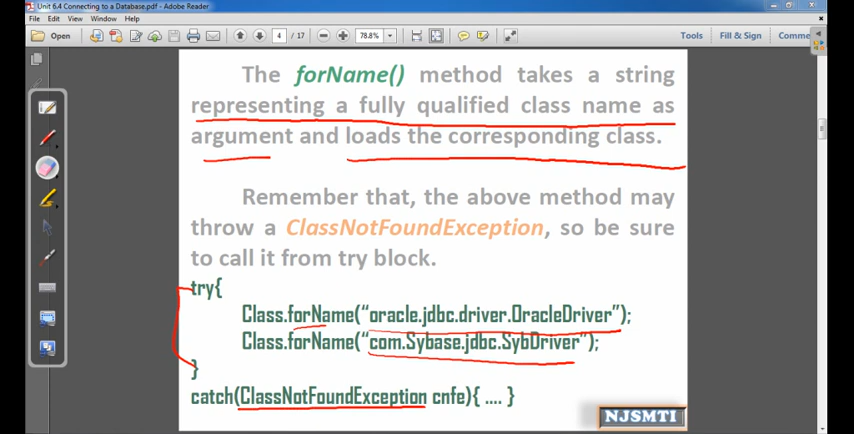 Unit 6.4 Connecting to a Database.pdf - Adobe Reader
File Edit View Window Help
Open 4 / 17 78.8% Tools Fill & Sign Comme
The forName() method takes a string
representing a fully qualified class name as
argument and loads the corresponding class.
Remember that, the above method may
throw a ClassNotFoundException, so be sure
to call it from try block.
try{
Class.forName(“oracle.jdbc.driver.OracleDriver”);
Class.forName(“com.Sybase.jdbc.SybDriver”);
}
catch(ClassNotFoundException cnfe){ .... }
NJSMTI